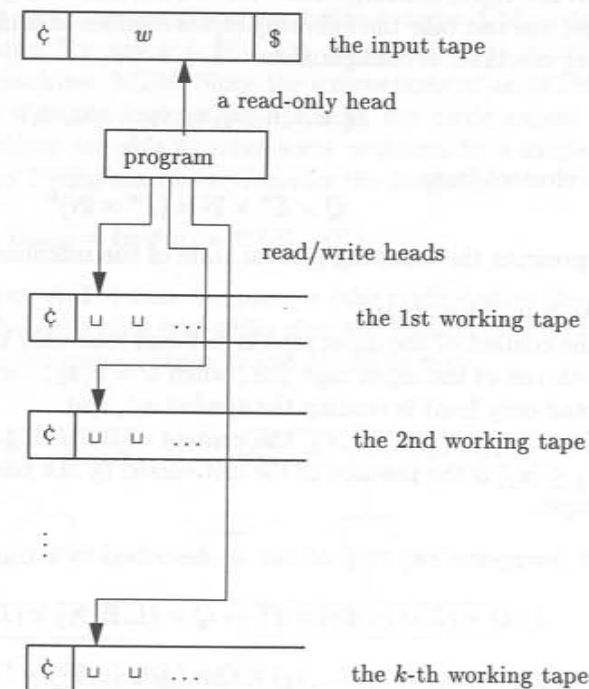 ¢ w $ the input tape
a read-only head
program
read/write heads
¢ ⊔ ⊔ ... the 1st working tape
¢ ⊔ ⊔ ... the 2nd working tape
⋮
¢ ⊔ ⊔ ... the k-th working tape